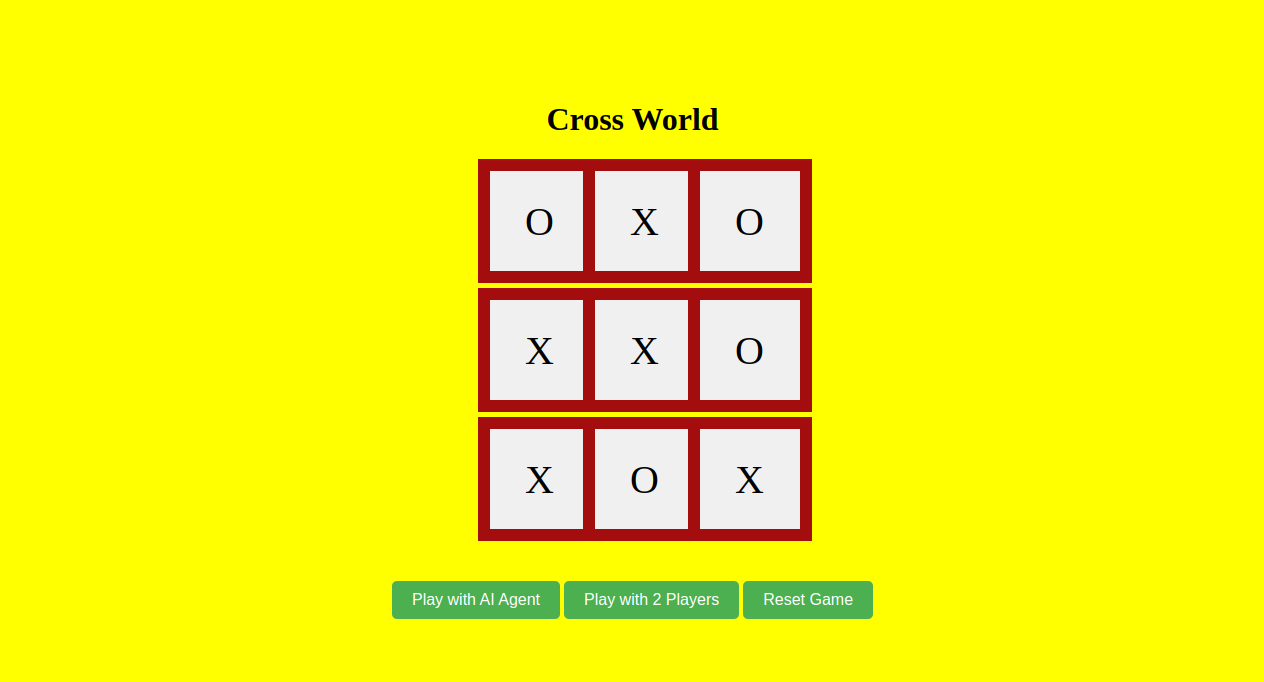 Cross World
O X O
X X O
X O X
Play with AI Agent Play with 2 Players Reset Game